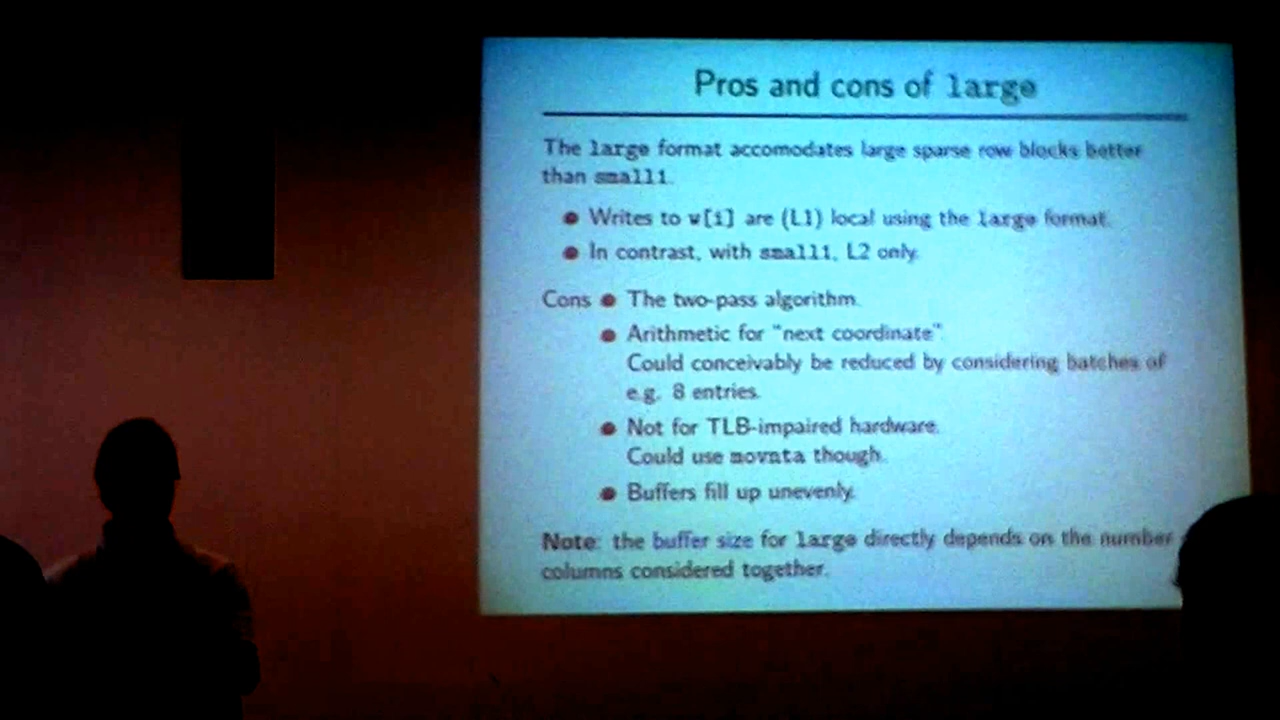 Pros and cons of large
The large format accomodates large sparse row blocks better
than small1.
● Writes to w[i] are (L1) local using the large format.
● In contrast, with small1, L2 only.
Cons ● The two-pass algorithm.
● Arithmetic for “next coordinate”.
Could conceivably be reduced by considering batches of
e.g. 8 entries.
● Not for TLB-impaired hardware.
Could use movnta though.
● Buffers fill up unevenly.
Note: the buffer size for large directly depends on the number
columns considered together.